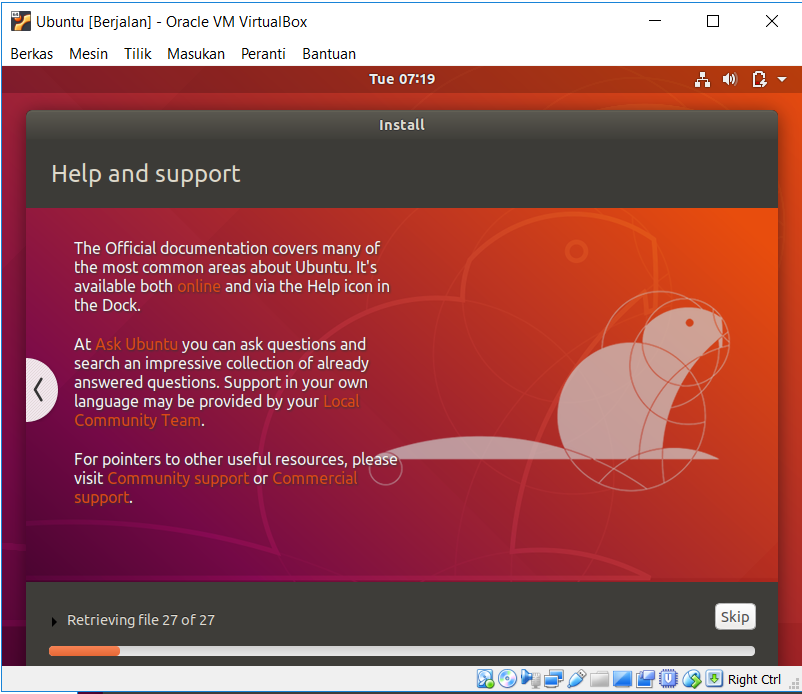 Ubuntu [Berjalan] - Oracle VM VirtualBox
Berkas Mesin Tilik Masukan Peranti Bantuan
Tue 07:19
Install
Help and support
The Official documentation covers many of
the most common areas about Ubuntu. It's
available both online and via the Help icon in
the Dock.
At Ask Ubuntu you can ask questions and
search an impressive collection of already
answered questions. Support in your own
language may be provided by your Local
Community Team.
For pointers to other useful resources, please
visit Community support or Commercial
support.
Retrieving file 27 of 27
Skip
Right Ctrl